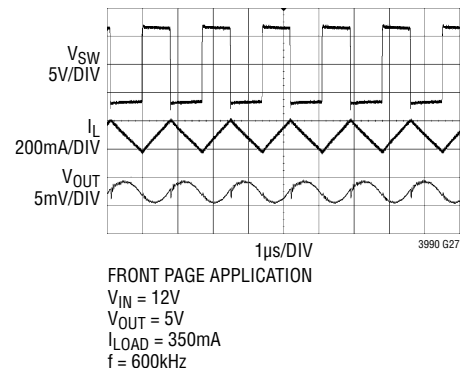 VSW
5V/DIV
IL
200mA/DIV
VOUT
5mV/DIV
1µs/DIV
3990 G27
FRONT PAGE APPLICATION
VIN = 12V
VOUT = 5V
ILOAD = 350mA
f = 600kHz